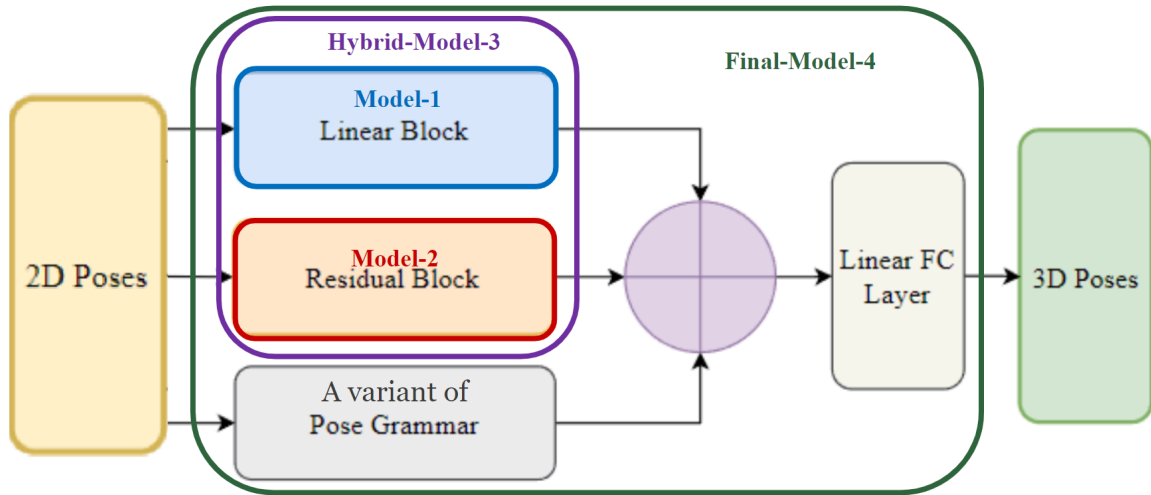 Hybrid-Model-3
Final-Model-4
Model-1
Linear Block
2D Poses
Model-2
Residual Block
Linear FC
Layer
3D Poses
A variant of
Pose Grammar